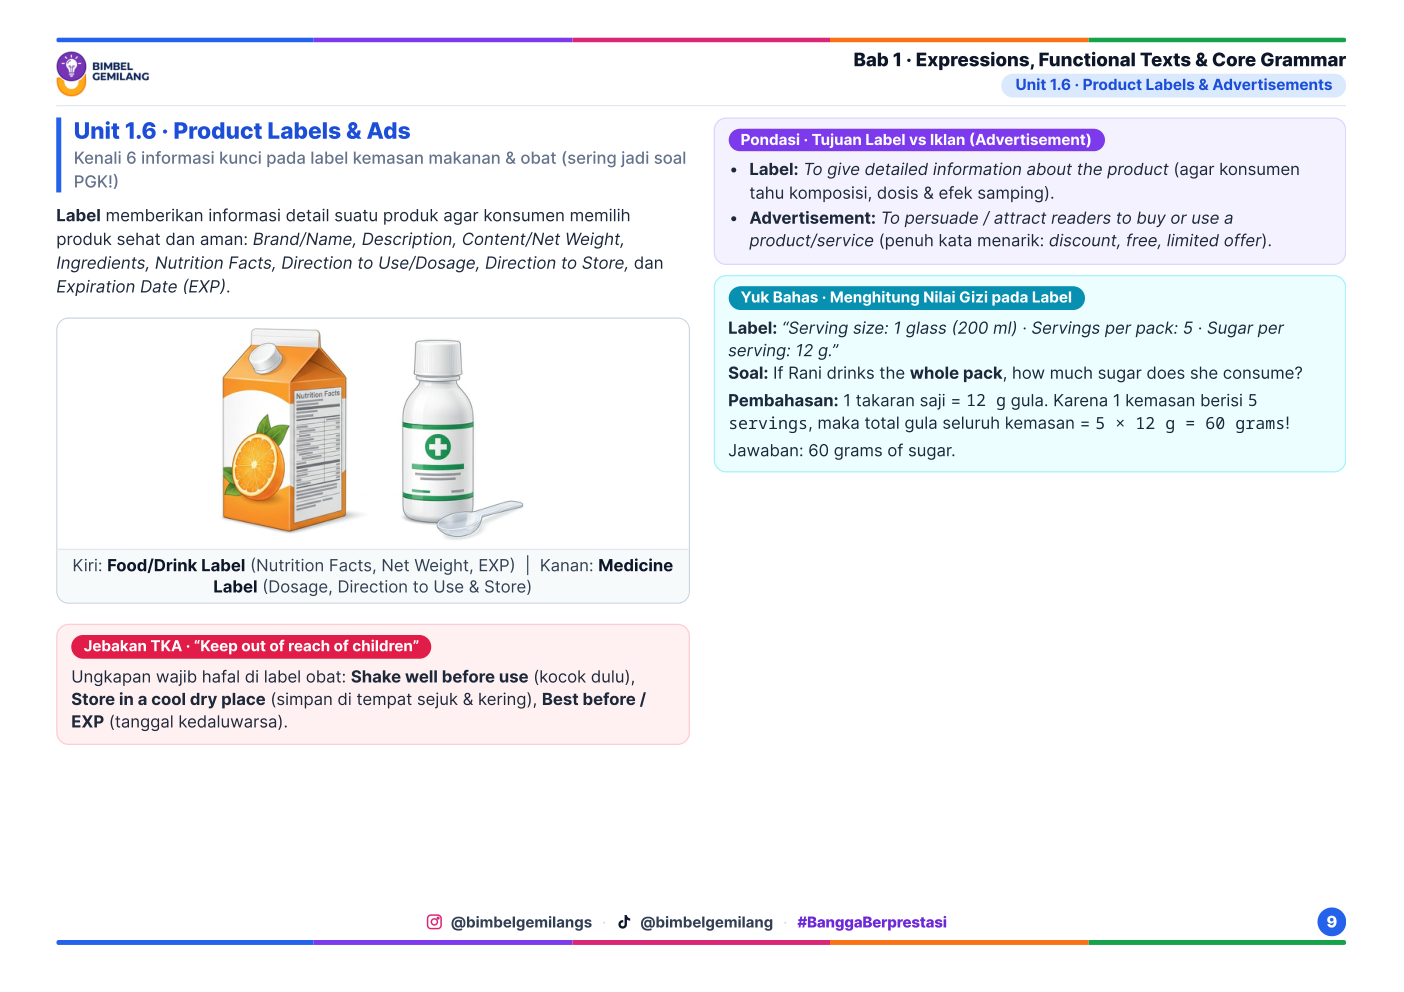 BIMBEL
GEMILANG
Bab 1 · Expressions, Functional Texts & Core Grammar
Unit 1.6 · Product Labels & Advertisements
Unit 1.6 · Product Labels & Ads
Kenali 6 informasi kunci pada label kemasan makanan & obat (sering jadi soal
PGK!)
Label memberikan informasi detail suatu produk agar konsumen memilih
produk sehat dan aman: Brand/Name, Description, Content/Net Weight,
Ingredients, Nutrition Facts, Direction to Use/Dosage, Direction to Store, dan
Expiration Date (EXP).
Nutrition Facts
Kiri: Food/Drink Label (Nutrition Facts, Net Weight, EXP) | Kanan: Medicine
Label (Dosage, Direction to Use & Store)
Jebakan TKA · “Keep out of reach of children”
Ungkapan wajib hafal di label obat: Shake well before use (kocok dulu),
Store in a cool dry place (simpan di tempat sejuk & kering), Best before /
EXP (tanggal kedaluwarsa).
Pondasi · Tujuan Label vs Iklan (Advertisement)
• Label: To give detailed information about the product (agar konsumen
tahu komposisi, dosis & efek samping).
• Advertisement: To persuade / attract readers to buy or use a
product/service (penuh kata menarik: discount, free, limited offer).
Yuk Bahas · Menghitung Nilai Gizi pada Label
Label: “Serving size: 1 glass (200 ml) · Servings per pack: 5 · Sugar per
serving: 12 g.”
Soal: If Rani drinks the whole pack, how much sugar does she consume?
Pembahasan: 1 takaran saji = 12 g gula. Karena 1 kemasan berisi 5
servings, maka total gula seluruh kemasan = 5 × 12 g = 60 grams!
Jawaban: 60 grams of sugar.
@bimbelgemilangs · @bimbelgemilang · #BanggaBerprestasi
9